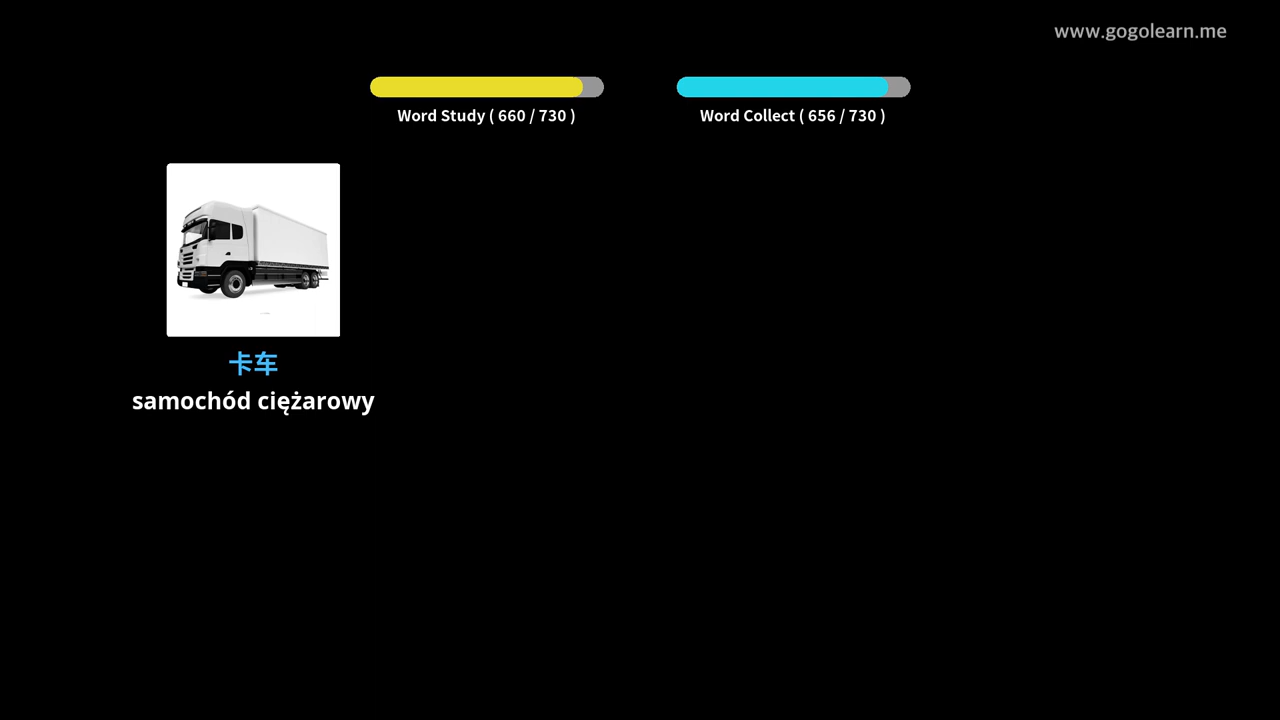 www.gogolearn.me
Word Study ( 660 / 730 )
Word Collect ( 656 / 730 )
卡车
samochód ciężarowy